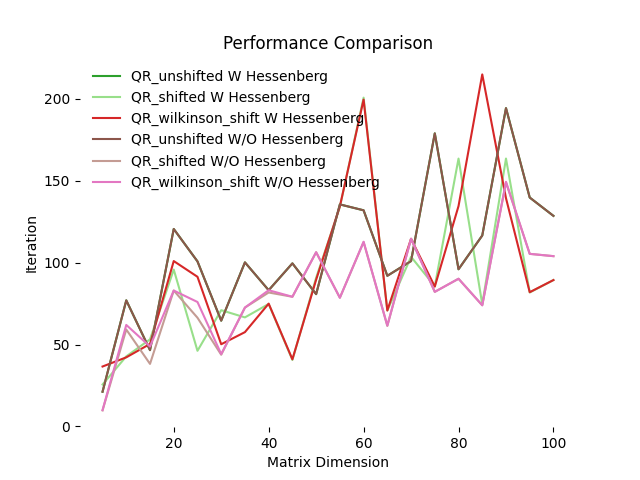 Performance Comparison
QR_unshifted W Hessenberg
QR_shifted W Hessenberg
QR_wilkinson_shift W Hessenberg
QR_unshifted W/O Hessenberg
QR_shifted W/O Hessenberg
QR_wilkinson_shift W/O Hessenberg
200
150
100
50
0
Iteration
20 40 60 80 100
Matrix Dimension